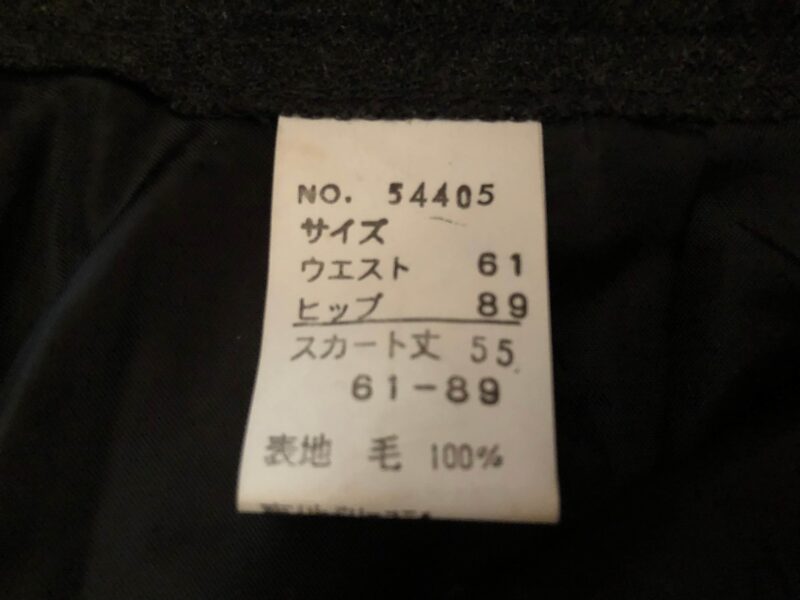 NO. 54405
サイズ
ウエスト 61
ヒップ 89
スカート丈 55
61-89
表地 毛 100%